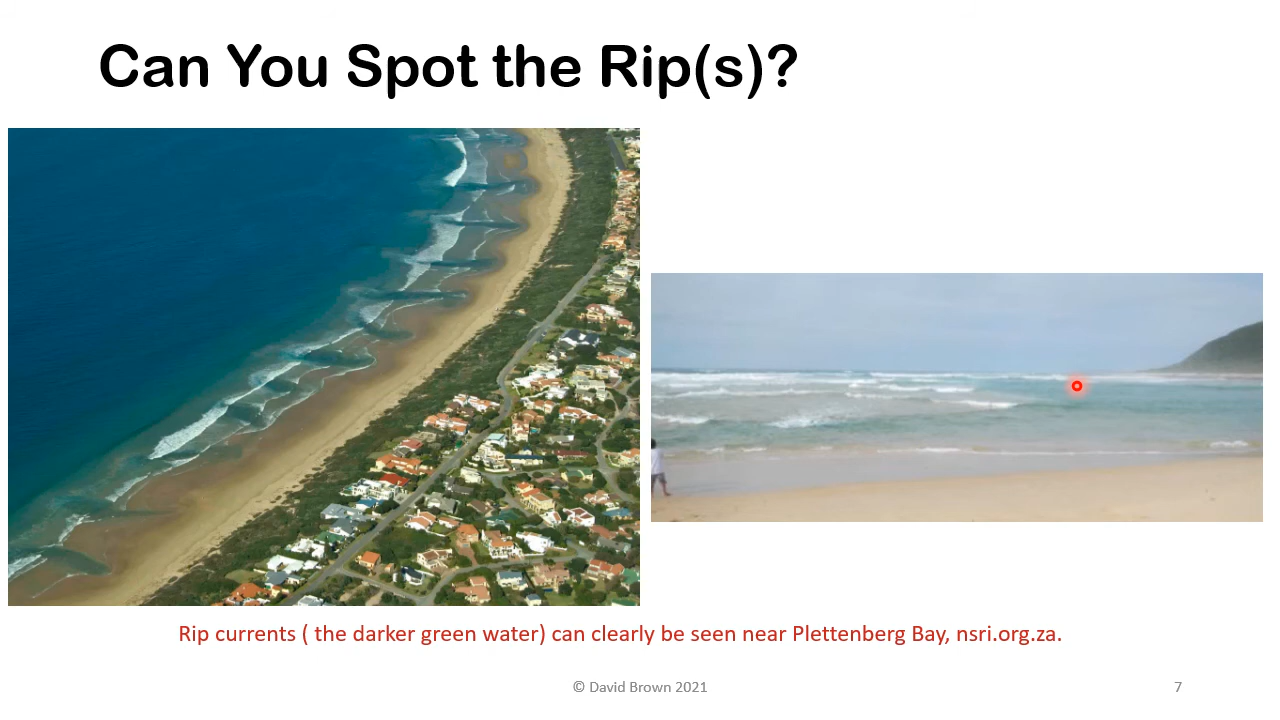 Can You Spot the Rip(s)?
Rip currents ( the darker green water) can clearly be seen near Plettenberg Bay, nsri.org.za.
© David Brown 2021
7